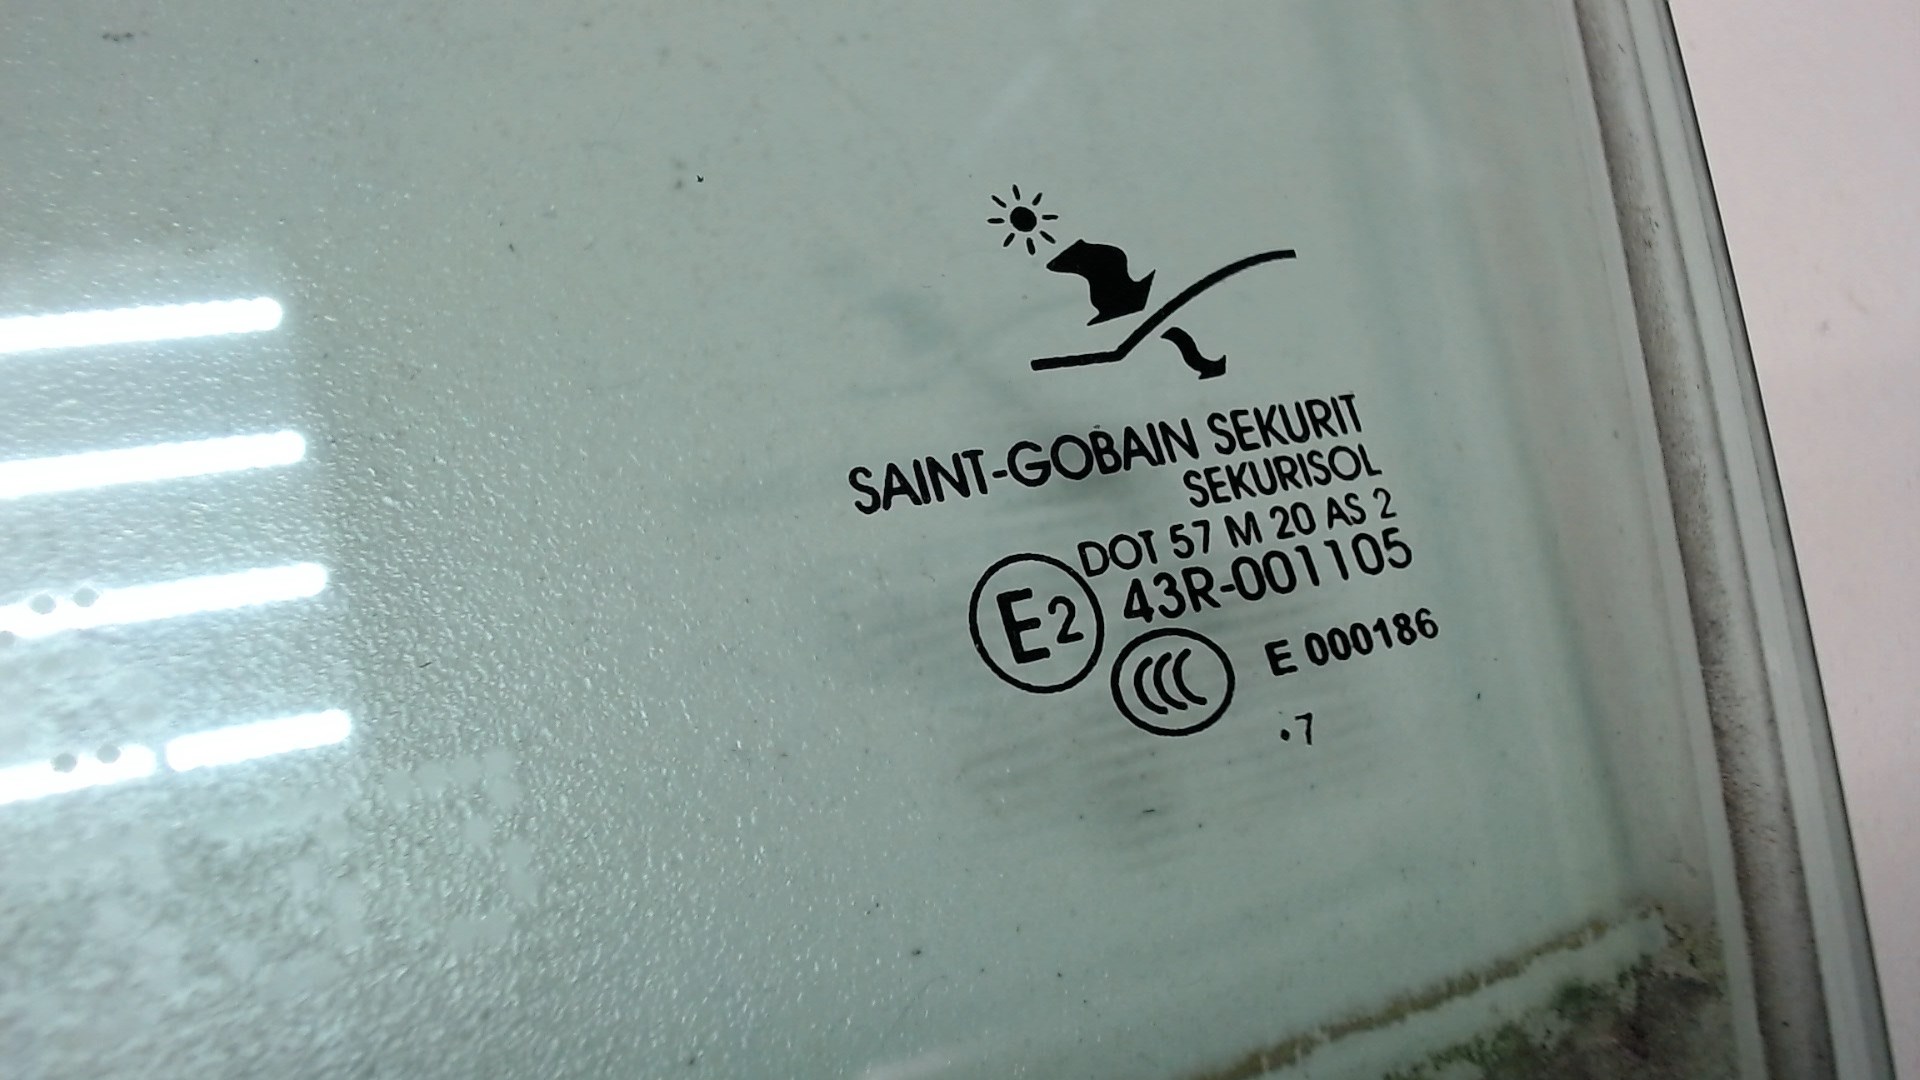 SAINT-GOBAIN SEKURIT
SEKURISOL
DOT 57 M 20 AS 2
E2 43R-001105
CCC E 000186
.7